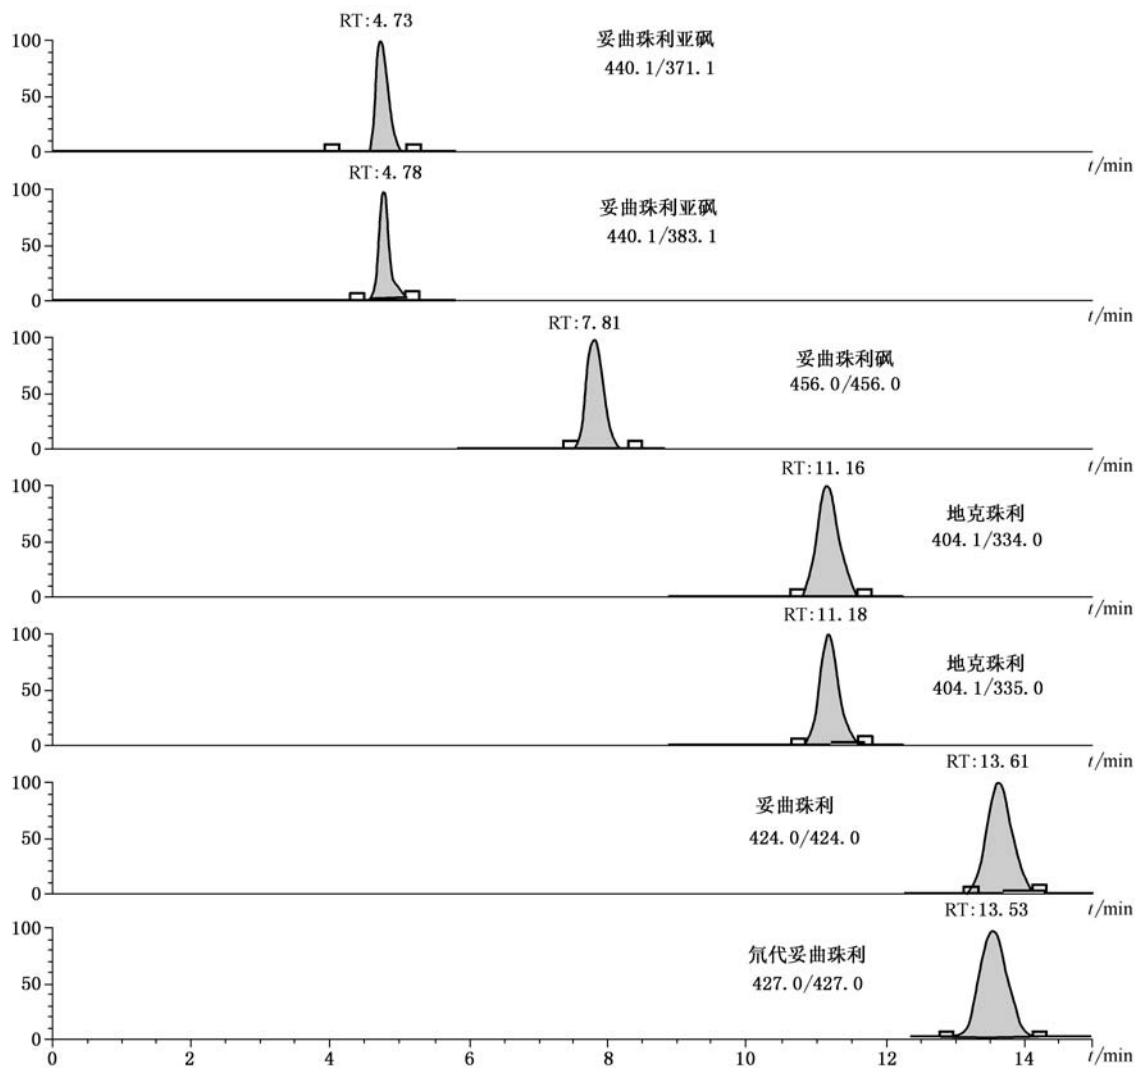 RT:4.73
100
50
0
妥曲珠利亚砜
440.1/371.1
t/min
RT:4.78
100
50
0
妥曲珠利亚砜
440.1/383.1
t/min
RT:7.81
100
50
0
妥曲珠利砜
456.0/456.0
t/min
RT:11.16
100
50
0
地克珠利
404.1/334.0
t/min
RT:11.18
100
50
0
地克珠利
404.1/335.0
t/min
RT:13.61
100
50
0
妥曲珠利
424.0/424.0
t/min
RT:13.53
100
50
0
氘代妥曲珠利
427.0/427.0
0 2 4 6 8 10 12 14 t/min